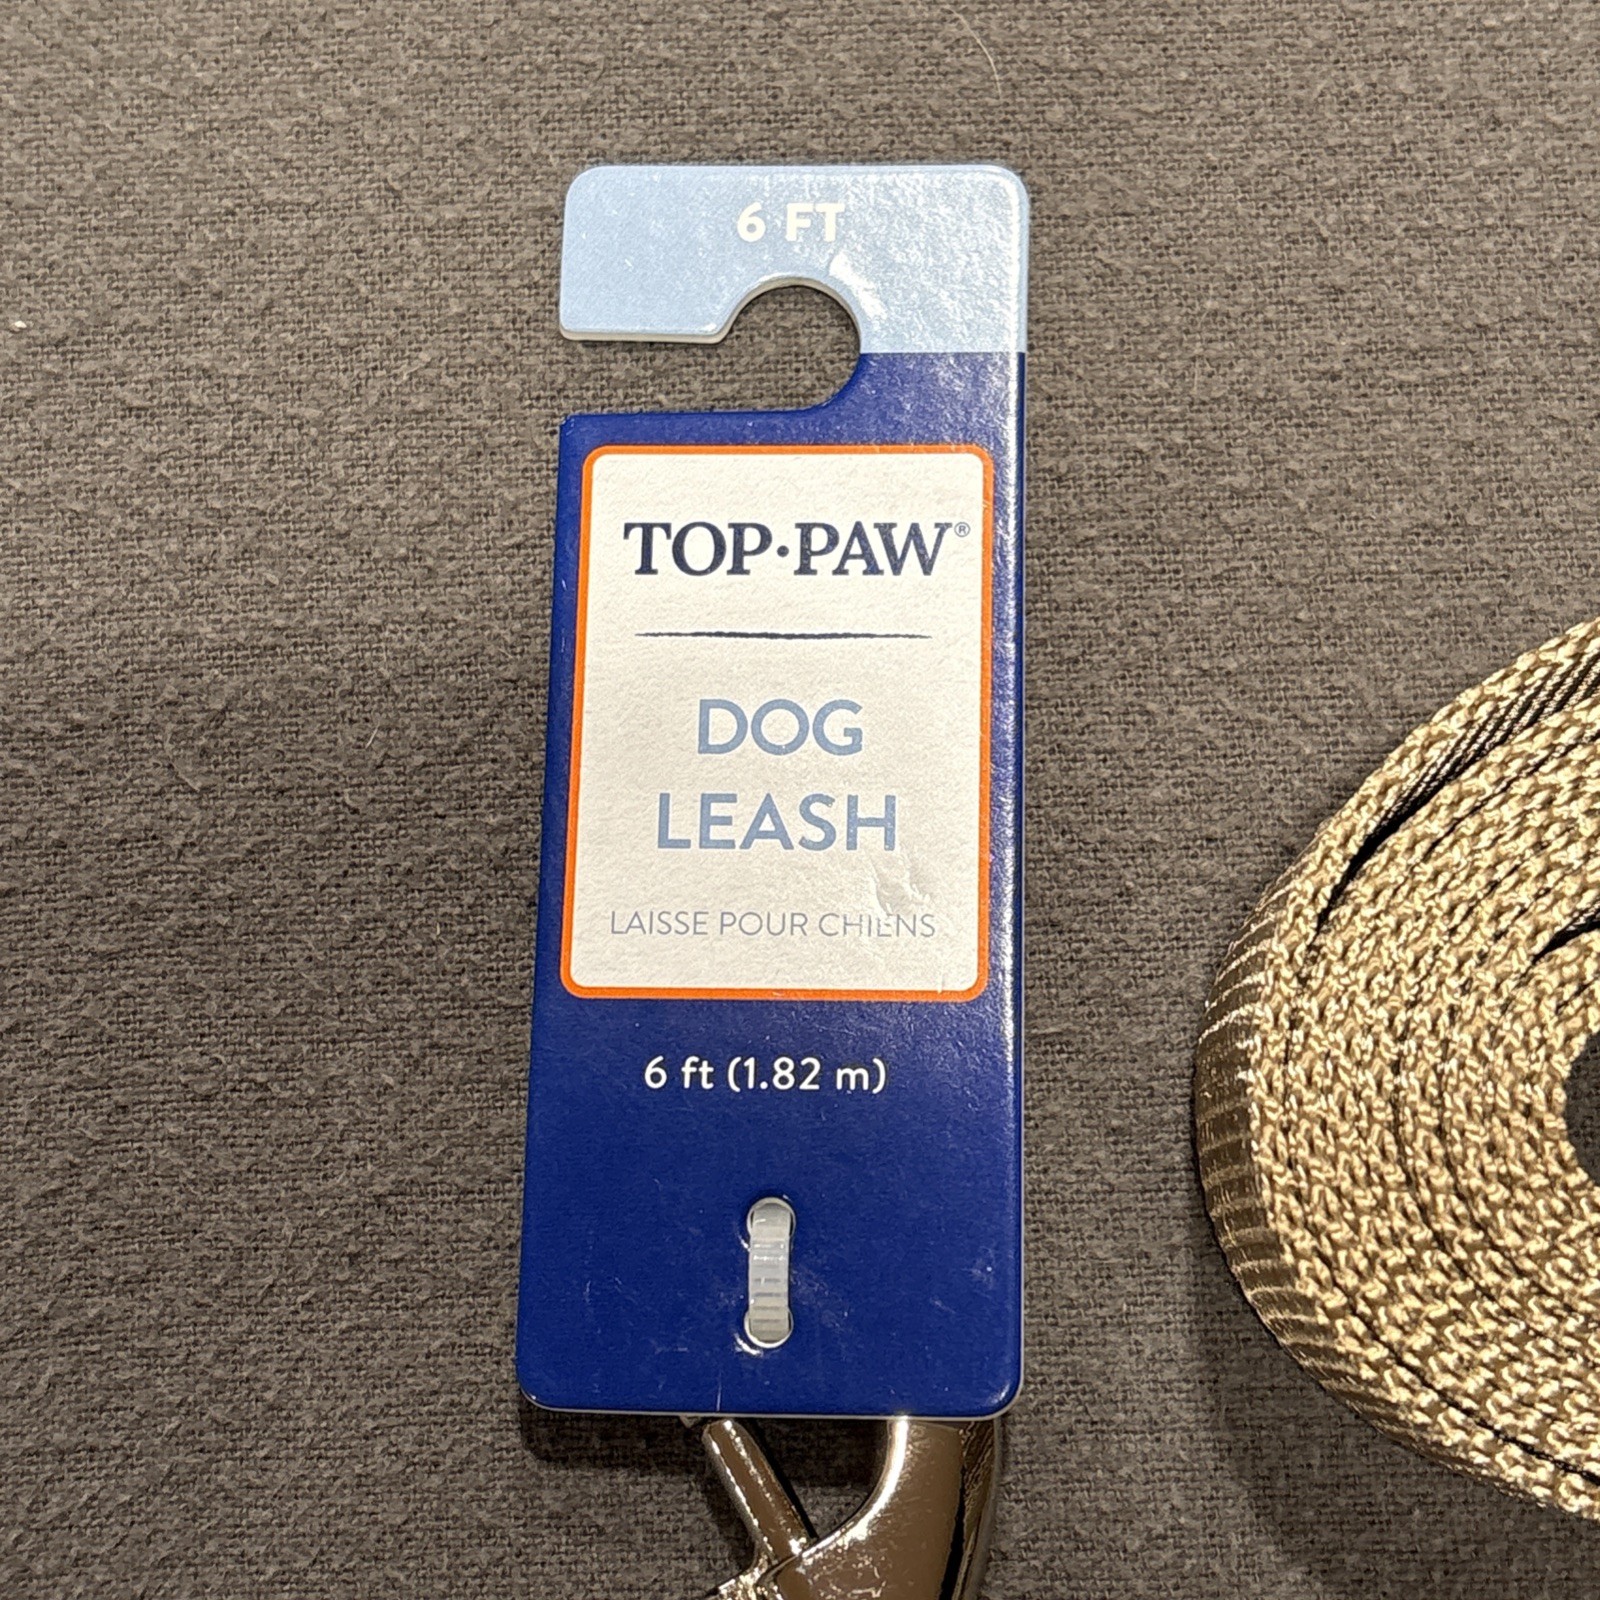 6 FT
TOP·PAW®
DOG
LEASH
LAISSE POUR CHIENS
6 ft (1.82 m)